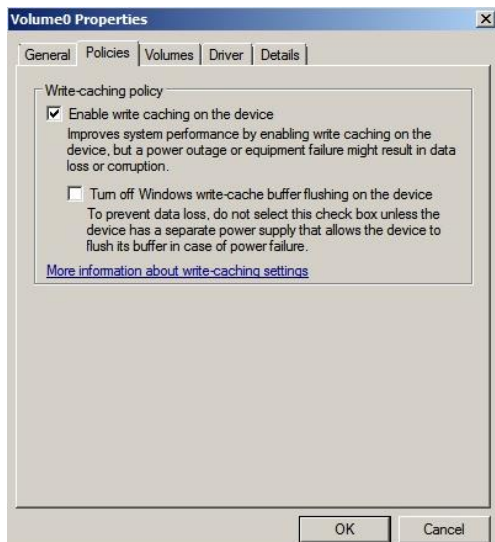 Volume0 Properties
General Policies Volumes Driver Details
Write-caching policy
Enable write caching on the device
Improves system performance by enabling write caching on the
device, but a power outage or equipment failure might result in data
loss or corruption.
Turn off Windows write-cache buffer flushing on the device
To prevent data loss, do not select this check box unless the
device has a separate power supply that allows the device to
flush its buffer in case of power failure.
More information about write-caching settings
OK Cancel